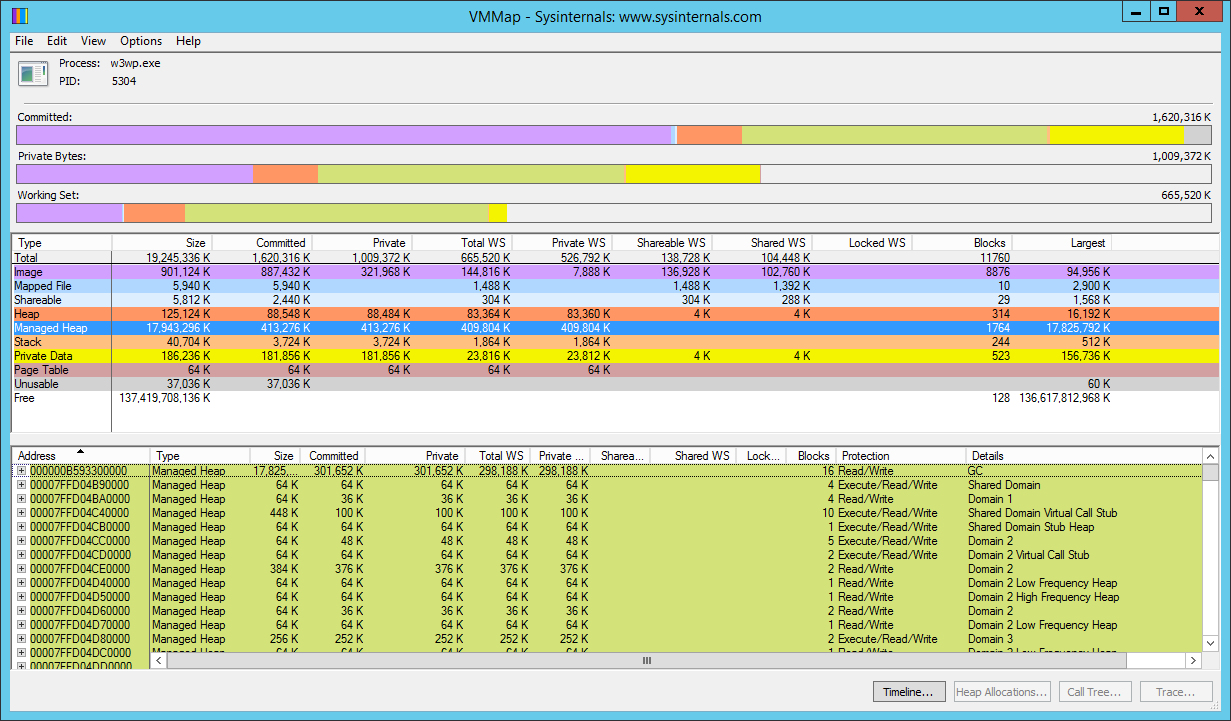 VMMap - Sysinternals: www.sysinternals.com
File Edit View Options Help
Process: w3wp.exe
PID: 5304
Committed: 1,620,316 K
Private Bytes: 1,009,372 K
Working Set: 665,520 K
Type Size Committed Private Total WS Private WS Shareable WS Shared WS Locked WS Blocks Largest
Total 19,245,336 K 1,620,316 K 1,009,372 K 665,520 K 526,792 K 138,728 K 104,448 K 11760
Image 901,124 K 887,432 K 321,968 K 144,816 K 7,888 K 136,928 K 102,760 K 8876 94,956 K
Mapped File 5,940 K 5,940 K 1,488 K 1,488 K 1,392 K 10 2,900 K
Shareable 5,812 K 2,440 K 304 K 304 K 288 K 29 1,568 K
Heap 125,124 K 88,548 K 88,484 K 83,364 K 83,360 K 4 K 4 K 314 16,192 K
Managed Heap 17,943,296 K 413,276 K 413,276 K 409,804 K 409,804 K 1764 17,825,792 K
Stack 40,704 K 3,724 K 3,724 K 1,864 K 1,864 K 244 512 K
Private Data 186,236 K 181,856 K 181,856 K 23,816 K 23,812 K 4 K 4 K 523 156,736 K
Page Table 64 K 64 K 64 K 64 K 64 K
Unusable 37,036 K 37,036 K 60 K
Free 137,419,708,136 K 128 136,617,812,968 K
Address Type Size Committed Private Total WS Private ... Sharea... Shared WS Lock... Blocks Protection Details
000000B593300000 Managed Heap 17,825,... 301,652 K 301,652 K 298,188 K 298,188 K 16 Read/Write GC
00007FFD04B90000 Managed Heap 64 K 64 K 64 K 64 K 64 K 4 Execute/Read/Write Shared Domain
00007FFD04BA0000 Managed Heap 64 K 36 K 36 K 36 K 36 K 4 Read/Write Domain 1
00007FFD04C40000 Managed Heap 448 K 100 K 100 K 100 K 100 K 10 Execute/Read/Write Shared Domain Virtual Call Stub
00007FFD04CB0000 Managed Heap 64 K 64 K 64 K 64 K 64 K 1 Execute/Read/Write Shared Domain Stub Heap
00007FFD04CC0000 Managed Heap 64 K 48 K 48 K 48 K 48 K 5 Execute/Read/Write Domain 2
00007FFD04CD0000 Managed Heap 64 K 64 K 64 K 64 K 64 K 2 Execute/Read/Write Domain 2 Virtual Call Stub
00007FFD04CE0000 Managed Heap 384 K 376 K 376 K 376 K 376 K 2 Read/Write Domain 2
00007FFD04D40000 Managed Heap 64 K 64 K 64 K 64 K 64 K 1 Read/Write Domain 2 Low Frequency Heap
00007FFD04D50000 Managed Heap 64 K 64 K 64 K 64 K 64 K 1 Read/Write Domain 2 High Frequency Heap
00007FFD04D60000 Managed Heap 64 K 36 K 36 K 36 K 36 K 2 Read/Write Domain 2
00007FFD04D70000 Managed Heap 64 K 64 K 64 K 64 K 64 K 1 Read/Write Domain 2 Low Frequency Heap
00007FFD04D80000 Managed Heap 256 K 252 K 252 K 252 K 252 K 2 Execute/Read/Write Domain 3
00007FFD04DC0000
00007FFD04DD0000
Timeline... Heap Allocations... Call Tree... Trace...